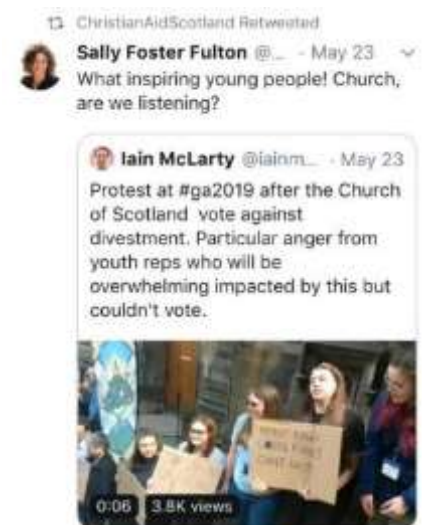 ChristianAidScotland Retweeted
Sally Foster Fulton @... · May 23
What inspiring young people! Church,
are we listening?
Iain McLarty @iainm... · May 23
Protest at #ga2019 after the Church
of Scotland vote against
divestment. Particular anger from
youth reps who will be
overwhelming impacted by this but
couldn't vote.
0:06 3.8K views